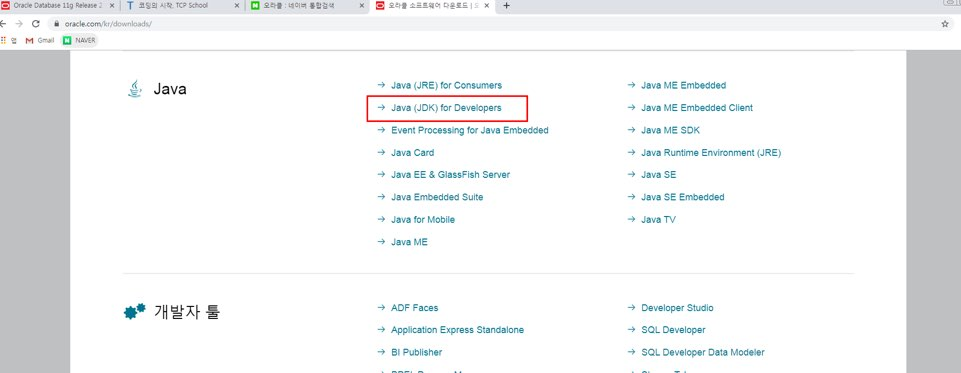 Oracle Database 11g Release 2
코딩의 시작, TCP School
오라클 : 네이버 통합검색
오라클 소프트웨어 다운로드 | O
oracle.com/kr/downloads/
앱 Gmail NAVER
Java
Java (JRE) for Consumers
Java (JDK) for Developers
Event Processing for Java Embedded
Java Card
Java EE & GlassFish Server
Java Embedded Suite
Java for Mobile
Java ME
Java ME Embedded
Java ME Embedded Client
Java ME SDK
Java Runtime Environment (JRE)
Java SE
Java SE Embedded
Java TV
개발자 툴
ADF Faces
Application Express Standalone
BI Publisher
Developer Studio
SQL Developer
SQL Developer Data Modeler